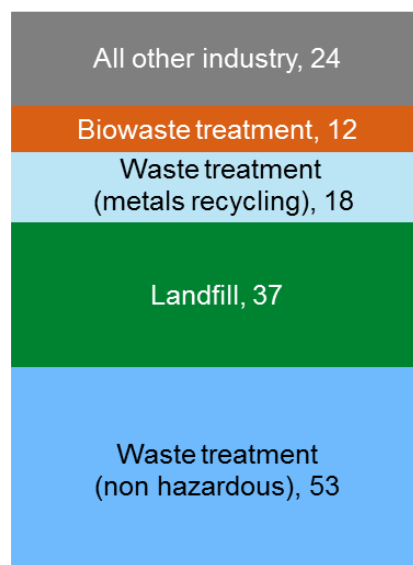 All other industry, 24
Biowaste treatment, 12
Waste treatment
(metals recycling), 18
Landfill, 37
Waste treatment
(non hazardous), 53